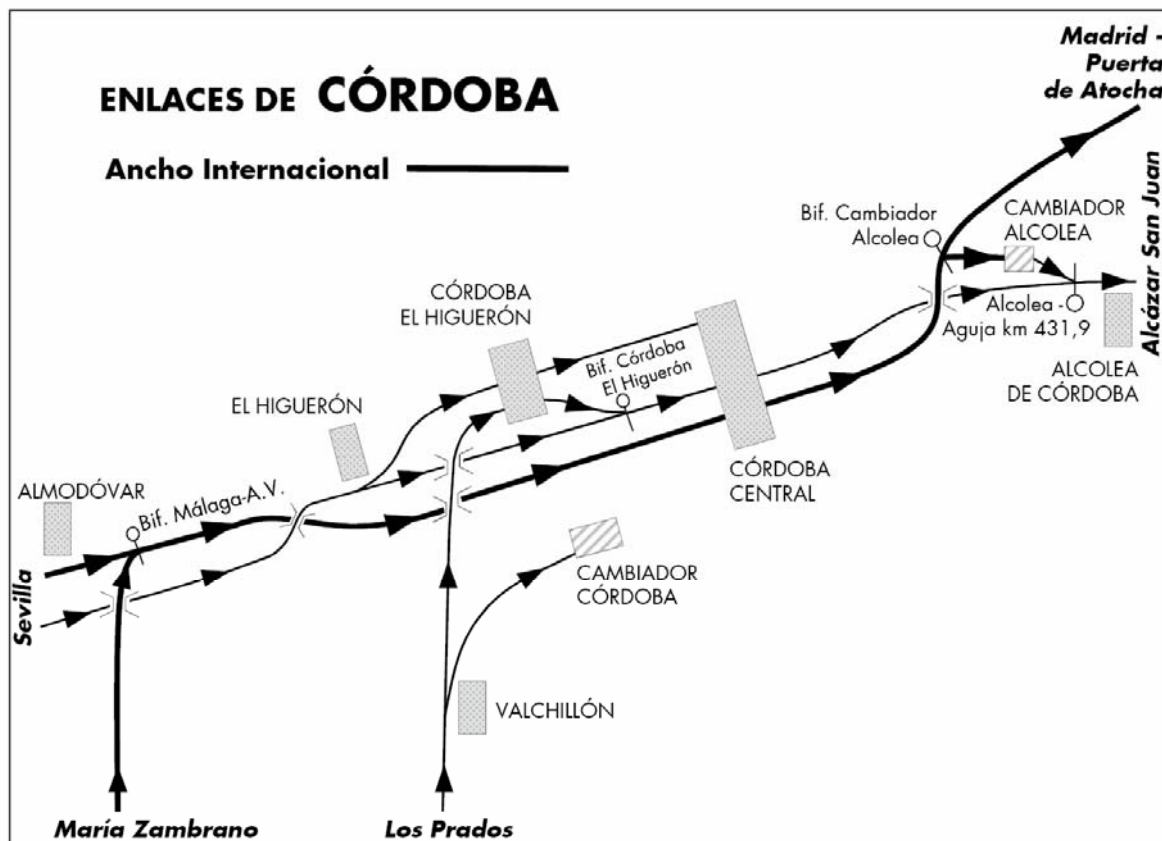 Madrid -
Puerta
de Atocha
ENLACES DE CÓRDOBA
Ancho Internacional
Alcázar San Juan
Bif. Cambiador
Alcolea
CAMBIADOR
ALCOLEA
CÓRDOBA
EL HIGUERÓN
Alcolea -
Aguja km 431,9
Bif. Córdoba
El Higuerón
ALCOLEA
DE CÓRDOBA
EL HIGUERÓN
CÓRDOBA
CENTRAL
ALMODÓVAR
Bif. Málaga-A.V.
CAMBIADOR
CÓRDOBA
Sevilla
VALCHILLÓN
María Zambrano
Los Prados